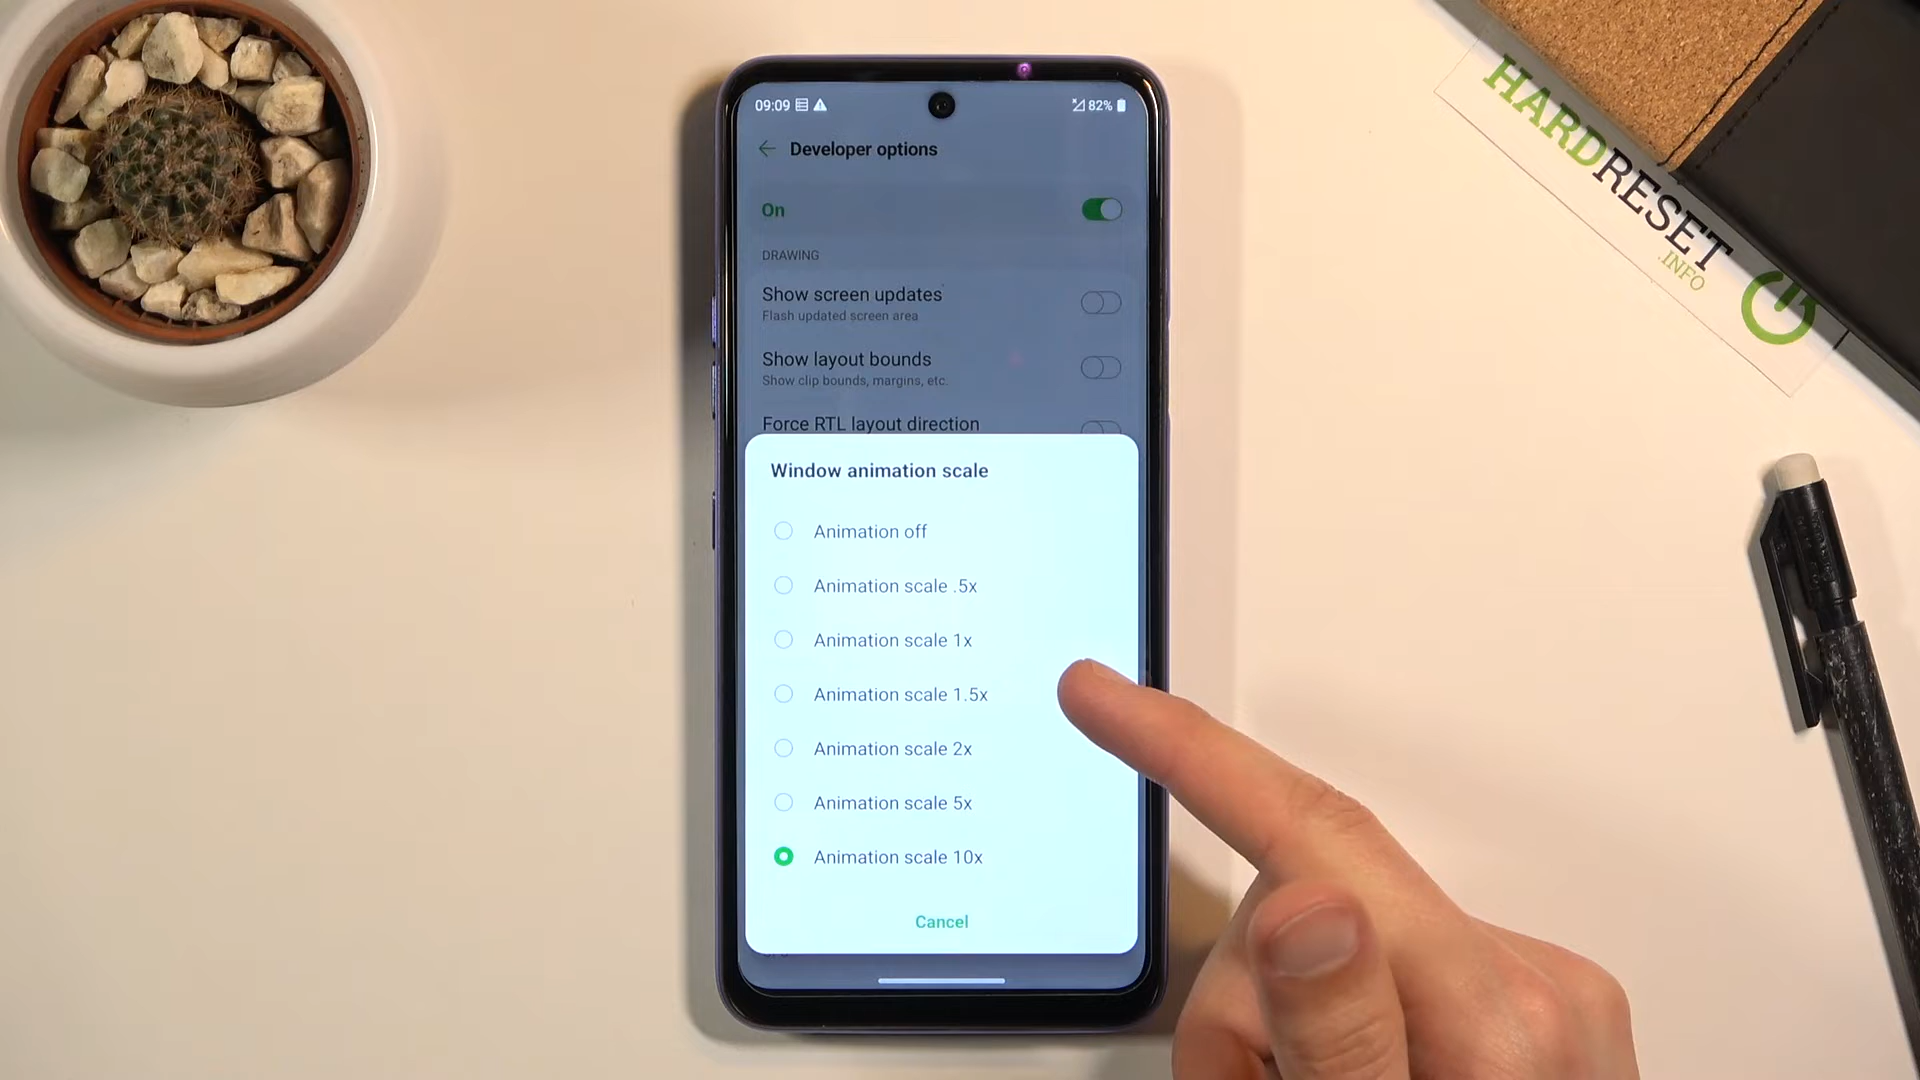 09:09
82%
Developer options
On
DRAWING
Show screen updates
Flash updated screen area
Show layout bounds
Show clip bounds, margins, etc.
Force RTL layout direction
Window animation scale
Animation off
Animation scale .5x
Animation scale 1x
Animation scale 1.5x
Animation scale 2x
Animation scale 5x
Animation scale 10x
Cancel
HARDRESET
.INFO